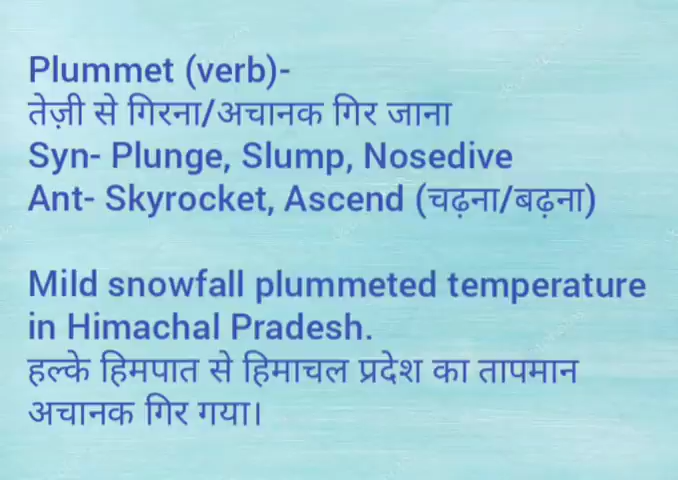 Plummet (verb)-
तेज़ी से गिरना/अचानक गिर जाना
Syn- Plunge, Slump, Nosedive
Ant- Skyrocket, Ascend (चढ़ना/बढ़ना)
Mild snowfall plummeted temperature
in Himachal Pradesh.
हल्के हिमपात से हिमाचल प्रदेश का तापमान
अचानक गिर गया।